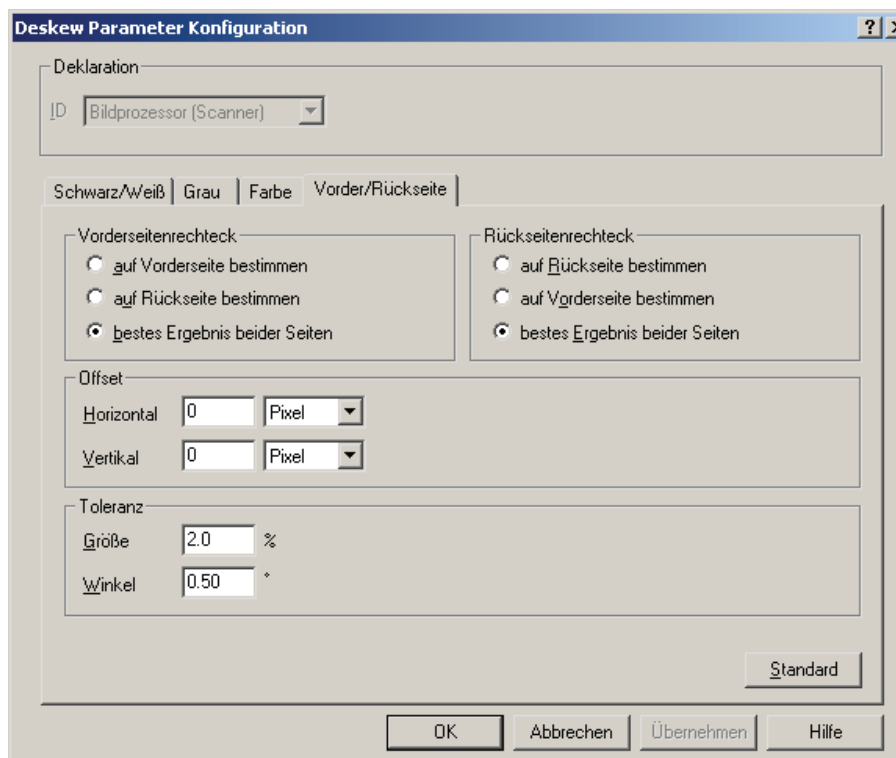 Deskew Parameter Konfiguration
Deklaration
ID Bildprozessor (Scanner)
Schwarz/Weiß Grau Farbe Vorder/Rückseite
Vorderseitenrechteck
auf Vorderseite bestimmen
auf Rückseite bestimmen
bestes Ergebnis beider Seiten
Rückseitenrechteck
auf Rückseite bestimmen
auf Vorderseite bestimmen
bestes Ergebnis beider Seiten
Offset
Horizontal 0 Pixel
Vertikal 0 Pixel
Toleranz
Größe 2.0 %
Winkel 0.50 °
Standard
OK Abbrechen Übernehmen Hilfe